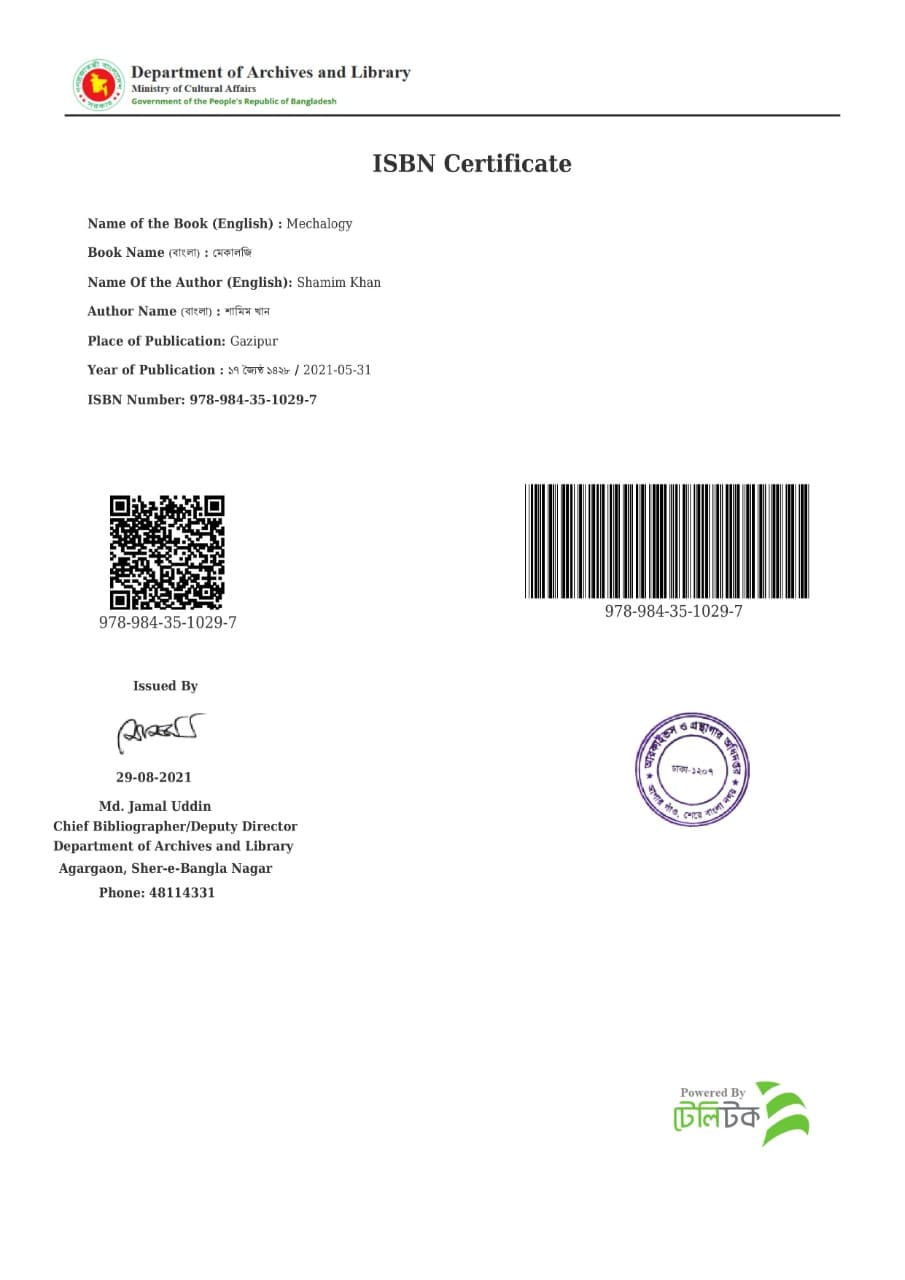 Department of Archives and Library
Ministry of Cultural Affairs
Government of the People's Republic of Bangladesh
ISBN Certificate
Name of the Book (English) : Mechalogy
Book Name (বাংলা) : মেকালজি
Name Of the Author (English): Shamim Khan
Author Name (বাংলা) : শামিম খান
Place of Publication: Gazipur
Year of Publication : ১৭ জ্যৈষ্ঠ ১৪২৮ / 2021-05-31
ISBN Number: 978-984-35-1029-7
978-984-35-1029-7
978-984-35-1029-7
Issued By
29-08-2021
Md. Jamal Uddin
Chief Bibliographer/Deputy Director
Department of Archives and Library
Agargaon, Sher-e-Bangla Nagar
Phone: 48114331
আরকাইভস ও গ্রন্থাগার অধিদপ্তর
ঢাকা-১২০৭
আগার গাঁও, শেরে বাংলা নগর
Powered By
টেলিটক